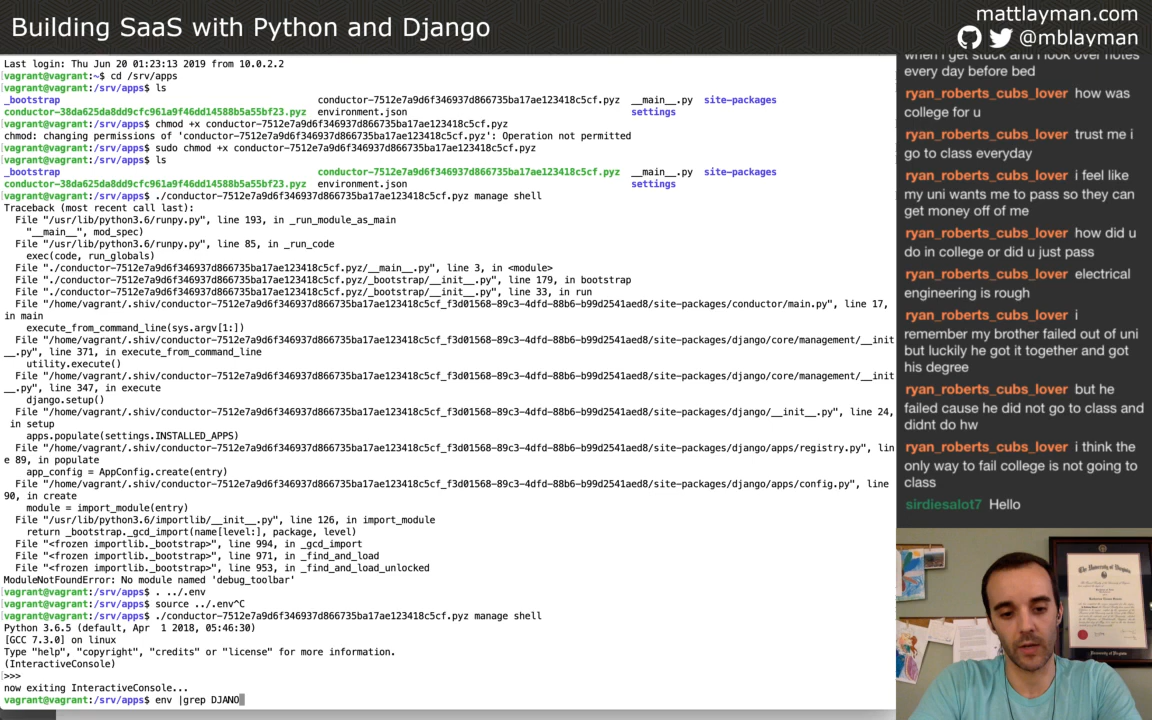 Building SaaS with Python and Django
mattlayman.com
@mblayman
Last login: Thu Jun 20 01:23:13 2019 from 10.0.2.2
[vagrant@vagrant:~$ cd /srv/apps
[vagrant@vagrant:/srv/apps$ ls
_bootstrap conductor-7512e7a9d6f346937d866735ba17ae123418c5cf.pyz __main__.py site-packages
conductor-38da625da8dd9cfc961a9f46dd14588b5a55bf23.pyz environment.json settings
[vagrant@vagrant:/srv/apps$ chmod +x conductor-7512e7a9d6f346937d866735ba17ae123418c5cf.pyz
chmod: changing permissions of 'conductor-7512e7a9d6f346937d866735ba17ae123418c5cf.pyz': Operation not permitted
[vagrant@vagrant:/srv/apps$ sudo chmod +x conductor-7512e7a9d6f346937d866735ba17ae123418c5cf.pyz
[vagrant@vagrant:/srv/apps$ ls
_bootstrap conductor-7512e7a9d6f346937d866735ba17ae123418c5cf.pyz __main__.py site-packages
conductor-38da625da8dd9cfc961a9f46dd14588b5a55bf23.pyz environment.json settings
[vagrant@vagrant:/srv/apps$ ./conductor-7512e7a9d6f346937d866735ba17ae123418c5cf.pyz manage shell
Traceback (most recent call last):
File "/usr/lib/python3.6/runpy.py", line 193, in _run_module_as_main
"__main__", mod_spec)
File "/usr/lib/python3.6/runpy.py", line 85, in _run_code
exec(code, run_globals)
File "./conductor-7512e7a9d6f346937d866735ba17ae123418c5cf.pyz/__main__.py", line 3, in <module>
File "./conductor-7512e7a9d6f346937d866735ba17ae123418c5cf.pyz/_bootstrap/__init__.py", line 179, in bootstrap
File "./conductor-7512e7a9d6f346937d866735ba17ae123418c5cf.pyz/_bootstrap/__init__.py", line 33, in run
File "/home/vagrant/.shiv/conductor-7512e7a9d6f346937d866735ba17ae123418c5cf_f3d01568-89c3-4dfd-88b6-b99d2541aed8/site-packages/conductor/main.py", line 17,
in main
execute_from_command_line(sys.argv[1:])
File "/home/vagrant/.shiv/conductor-7512e7a9d6f346937d866735ba17ae123418c5cf_f3d01568-89c3-4dfd-88b6-b99d2541aed8/site-packages/django/core/management/__init
__.py", line 371, in execute_from_command_line
utility.execute()
File "/home/vagrant/.shiv/conductor-7512e7a9d6f346937d866735ba17ae123418c5cf_f3d01568-89c3-4dfd-88b6-b99d2541aed8/site-packages/django/core/management/__init
__.py", line 347, in execute
django.setup()
File "/home/vagrant/.shiv/conductor-7512e7a9d6f346937d866735ba17ae123418c5cf_f3d01568-89c3-4dfd-88b6-b99d2541aed8/site-packages/django/__init__.py", line 24,
in setup
apps.populate(settings.INSTALLED_APPS)
File "/home/vagrant/.shiv/conductor-7512e7a9d6f346937d866735ba17ae123418c5cf_f3d01568-89c3-4dfd-88b6-b99d2541aed8/site-packages/django/apps/registry.py", lin
e 89, in populate
app_config = AppConfig.create(entry)
File "/home/vagrant/.shiv/conductor-7512e7a9d6f346937d866735ba17ae123418c5cf_f3d01568-89c3-4dfd-88b6-b99d2541aed8/site-packages/django/apps/config.py", line
90, in create
module = import_module(entry)
File "/usr/lib/python3.6/importlib/__init__.py", line 126, in import_module
return _bootstrap._gcd_import(name[level:], package, level)
File "<frozen importlib._bootstrap>", line 994, in _gcd_import
File "<frozen importlib._bootstrap>", line 971, in _find_and_load
File "<frozen importlib._bootstrap>", line 953, in _find_and_load_unlocked
ModuleNotFoundError: No module named 'debug_toolbar'
[vagrant@vagrant:/srv/apps$ . ../.env
[vagrant@vagrant:/srv/apps$ source ../.env^C
[vagrant@vagrant:/srv/apps$ ./conductor-7512e7a9d6f346937d866735ba17ae123418c5cf.pyz manage shell
Python 3.6.5 (default, Apr  1 2018, 05:46:30)
[GCC 7.3.0] on linux
Type "help", "copyright", "credits" or "license" for more information.
(InteractiveConsole)
[>>>
now exiting InteractiveConsole...
vagrant@vagrant:/srv/apps$ env |grep DJANO
when i get stuck and i look over notes
every day before bed
ryan_roberts_cubs_lover how was
college for u
ryan_roberts_cubs_lover trust me i
go to class everyday
ryan_roberts_cubs_lover i feel like
my uni wants me to pass so they can
get money off of me
ryan_roberts_cubs_lover how did u
do in college or did u just pass
ryan_roberts_cubs_lover electrical
engineering is rough
ryan_roberts_cubs_lover i
remember my brother failed out of uni
but luckily he got it together and got
his degree
ryan_roberts_cubs_lover but he
failed cause he did not go to class and
didnt do hw
ryan_roberts_cubs_lover i think the
only way to fail college is not going to
class
sirdiesalot7 Hello
The University of Virginia